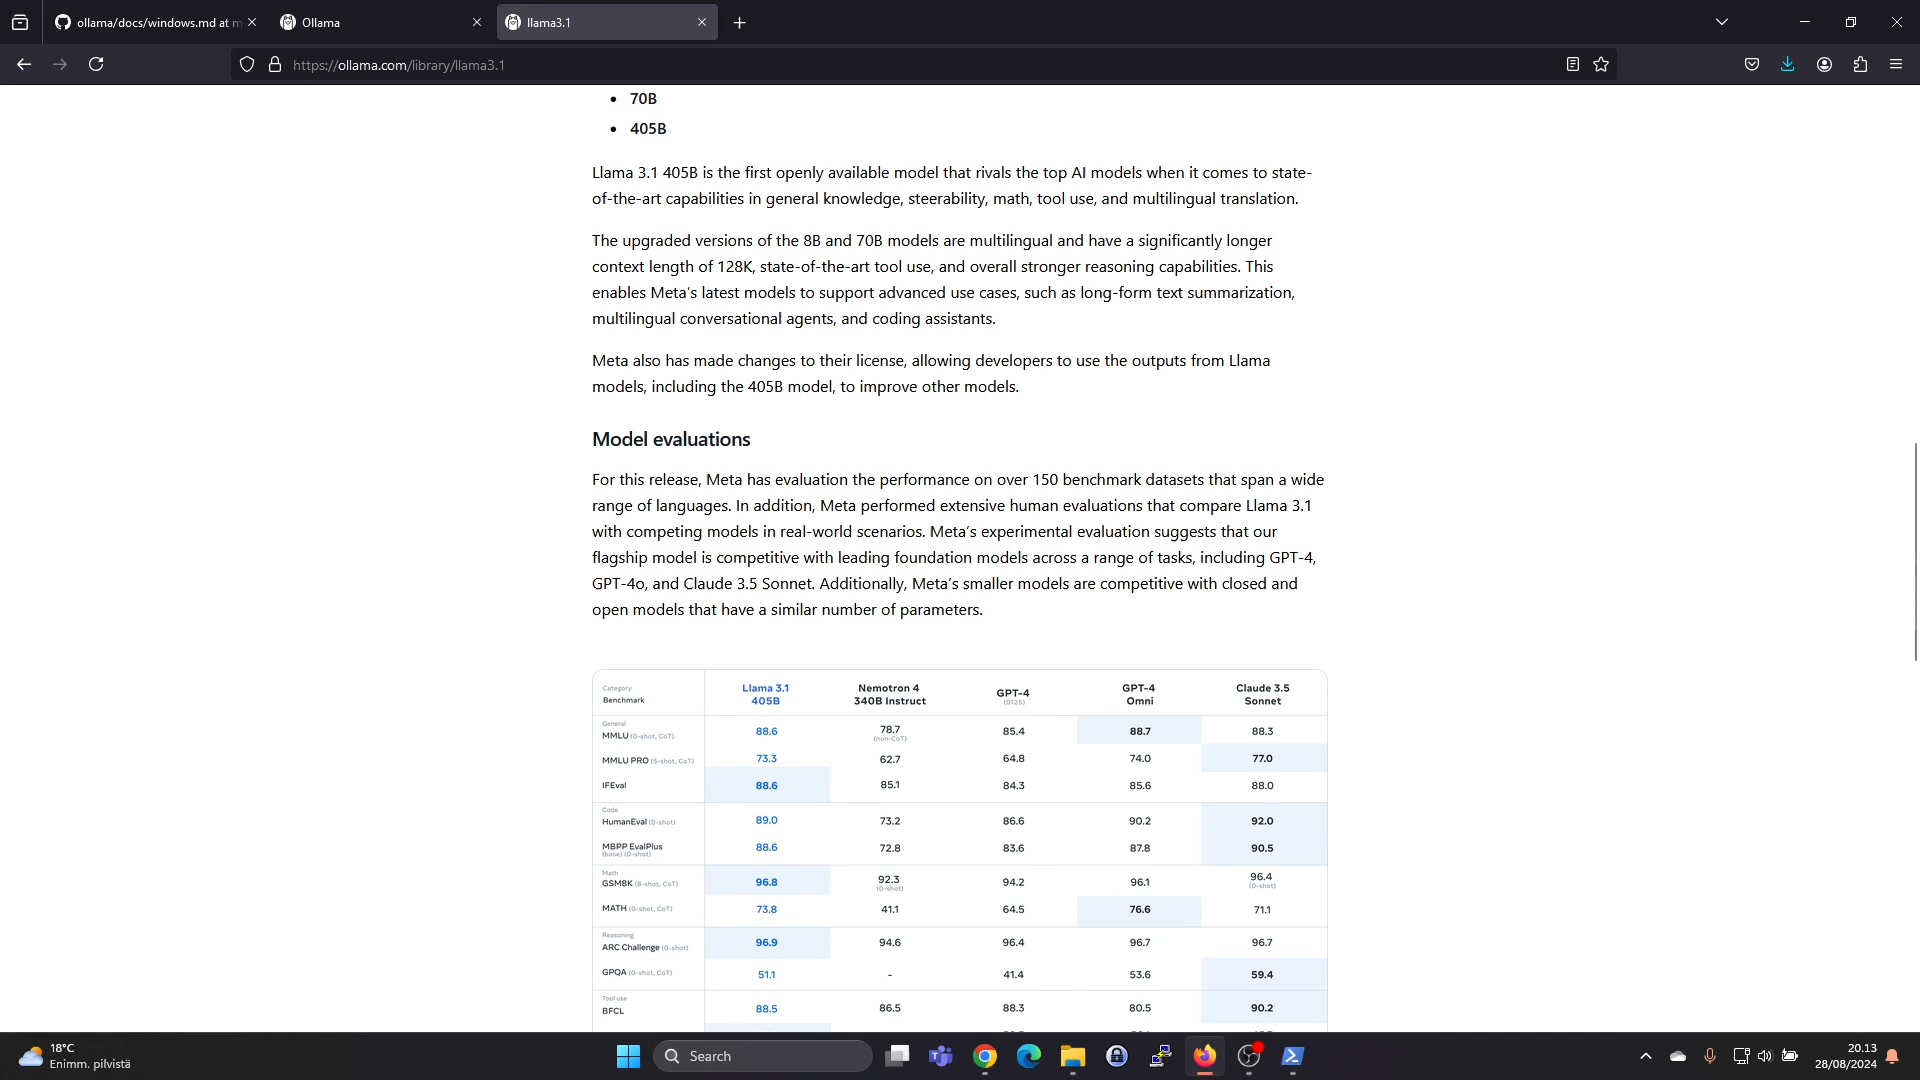 ollama/docs/windows.md at m
Ollama
llama3.1
https://ollama.com/library/llama3.1
• 70B
• 405B
Llama 3.1 405B is the first openly available model that rivals the top AI models when it comes to state-
of-the-art capabilities in general knowledge, steerability, math, tool use, and multilingual translation.
The upgraded versions of the 8B and 70B models are multilingual and have a significantly longer
context length of 128K, state-of-the-art tool use, and overall stronger reasoning capabilities. This
enables Meta's latest models to support advanced use cases, such as long-form text summarization,
multilingual conversational agents, and coding assistants.
Meta also has made changes to their license, allowing developers to use the outputs from Llama
models, including the 405B model, to improve other models.
Model evaluations
For this release, Meta has evaluation the performance on over 150 benchmark datasets that span a wide
range of languages. In addition, Meta performed extensive human evaluations that compare Llama 3.1
with competing models in real-world scenarios. Meta's experimental evaluation suggests that our
flagship model is competitive with leading foundation models across a range of tasks, including GPT-4,
GPT-4o, and Claude 3.5 Sonnet. Additionally, Meta's smaller models are competitive with closed and
open models that have a similar number of parameters.
Category
Benchmark
Llama 3.1
405B
Nemotron 4
340B Instruct
GPT-4
(0125)
GPT-4
Omni
Claude 3.5
Sonnet
General
MMLU (0-shot, CoT) 88.6 78.7 85.4 88.7 88.3
(non-CoT)
MMLU PRO (5-shot, CoT) 73.3 62.7 64.8 74.0 77.0
IFEval 88.6 85.1 84.3 85.6 88.0
Code
HumanEval (0-shot) 89.0 73.2 86.6 90.2 92.0
MBPP EvalPlus 88.6 72.8 83.6 87.8 90.5
(base) (0-shot)
Math
GSM8K (8-shot, CoT) 96.8 92.3 94.2 96.1 96.4
(0-shot) (0-shot)
MATH (0-shot, CoT) 73.8 41.1 64.5 76.6 71.1
Reasoning
ARC Challenge (0-shot) 96.9 94.6 96.4 96.7 96.7
GPQA (0-shot, CoT) 51.1 - 41.4 53.6 59.4
Tool use
BFCL 88.5 86.5 88.3 80.5 90.2
18°C
Enimm. pilvistä
Search
20.13
28/08/2024